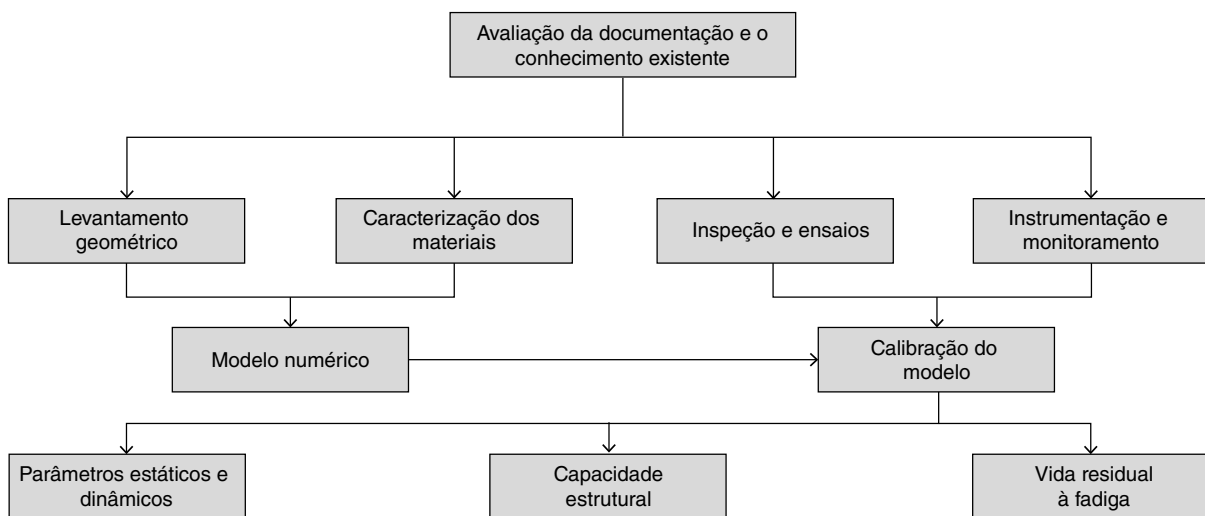 Avaliação da documentação e o
conhecimento existente
Levantamento
geométrico
Caracterização dos
materiais
Inspeção e ensaios
Instrumentação e
monitoramento
Modelo numérico
Calibração do
modelo
Parâmetros estáticos e
dinâmicos
Capacidade
estrutural
Vida residual
à fadiga